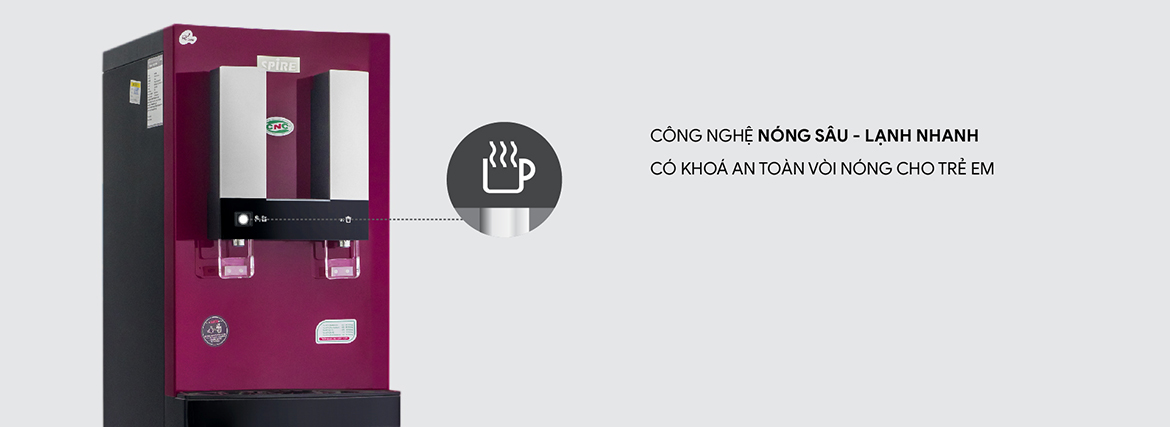 SPIRE
CNC
CÔNG NGHỆ NÓNG SÂU - LẠNH NHANH
CÓ KHOÁ AN TOÀN VÒI NÓNG CHO TRẺ EM